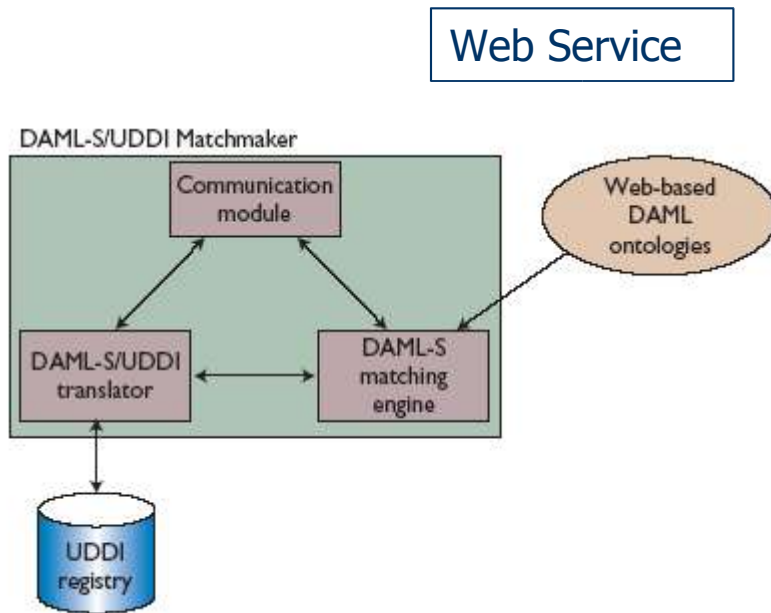 Web Service
DAML-S/UDDI Matchmaker
Communication
module
Web-based
DAML
ontologies
DAML-S/UDDI
translator
DAML-S
matching
engine
UDDI
registry